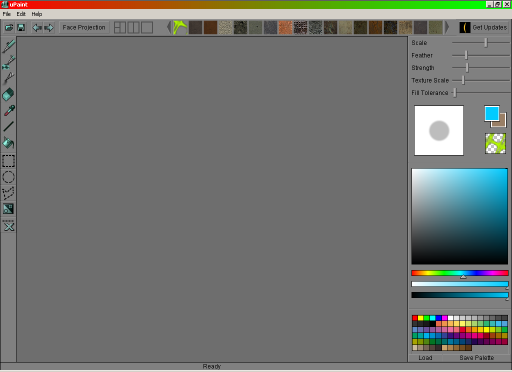 uPaint
File Edit Help
Face Projection
Get Updates
Scale
Feather
Strength
Texture Scale
Fill Tolerance
Load Save Palette
Ready